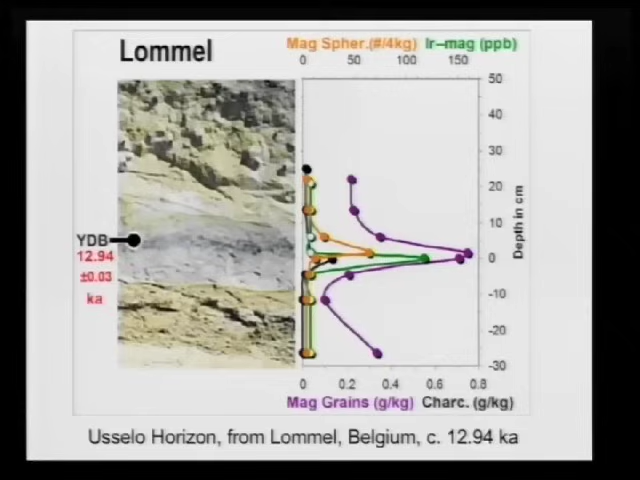 Lommel
Mag Spher.(#/4kg) Ir–mag (ppb)
0 50 100 150
50
40
30
20
10
0
-10
-20
-30
Depth in cm
YDB
12.94
±0.03
ka
0 0.2 0.4 0.6 0.8
Mag Grains (g/kg) Charc. (g/kg)
Usselo Horizon, from Lommel, Belgium, c. 12.94 ka